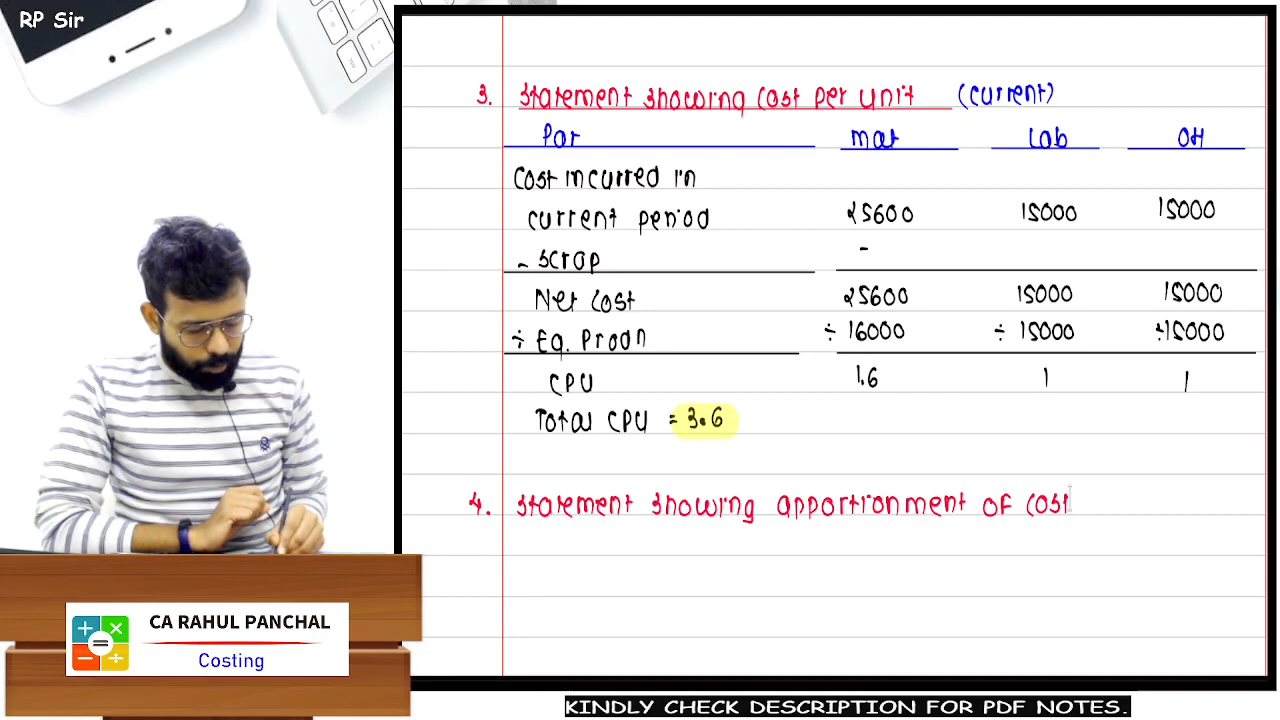 RP Sir
3. Statement showing Cost per unit (current)
Par mat Lab OH
Cost incurred in
current period 25600 15000 15000
- Scrap -
Net Cost 25600 15000 15000
÷ Eq. Prodn ÷ 16000 ÷ 15000 ÷15000
CPU 1.6 1 1
Total CPU = 3.6
4. Statement showing apportionment of cost
CA RAHUL PANCHAL
Costing
KINDLY CHECK DESCRIPTION FOR PDF NOTES.